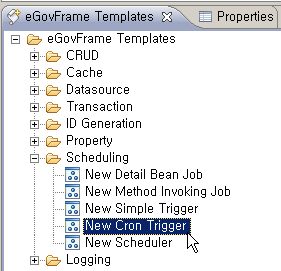 eGovFrame Templates
Properties
eGovFrame Templates
CRUD
Cache
Datasource
Transaction
ID Generation
Property
Scheduling
New Detail Bean Job
New Method Invoking Job
New Simple Trigger
New Cron Trigger
New Scheduler
Logging